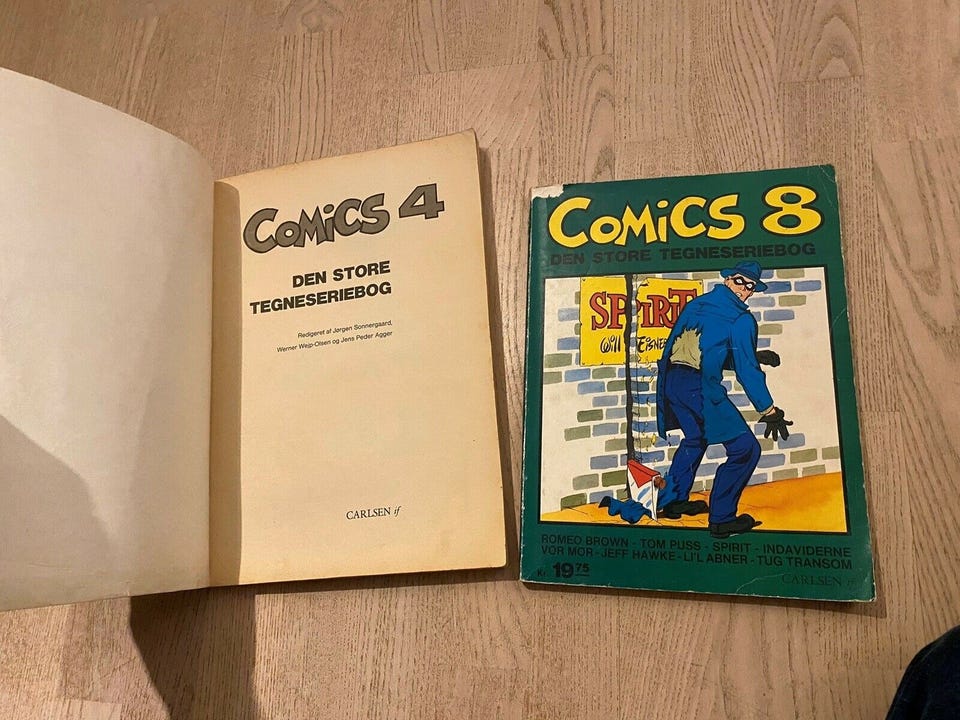 COMiCS 4
DEN STORE
TEGNESERIEBOG
Redigeret af Jørgen Sonnergaard,
Werner Wejp-Olsen og Jens Peder Agger
CARLSEN if
COMiCS 8
DEN STORE TEGNESERIEBOG
SPIRIT
Will EISNER
ROMEO BROWN - TOM PUSS - SPIRIT - INDAVIDERNE
VOR MOR - JEFF HAWKE - LI'L ABNER - TUG TRANSOM
Kr. 19 75
CARLSEN if